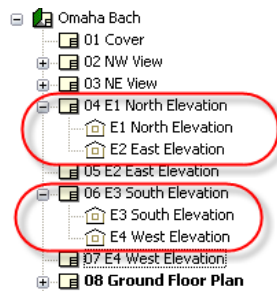 Omaha Bach
01 Cover
02 NW View
03 NE View
04 E1 North Elevation
E1 North Elevation
E2 East Elevation
05 E2 East Elevation
06 E3 South Elevation
E3 South Elevation
E4 West Elevation
07 E4 West Elevation
08 Ground Floor Plan